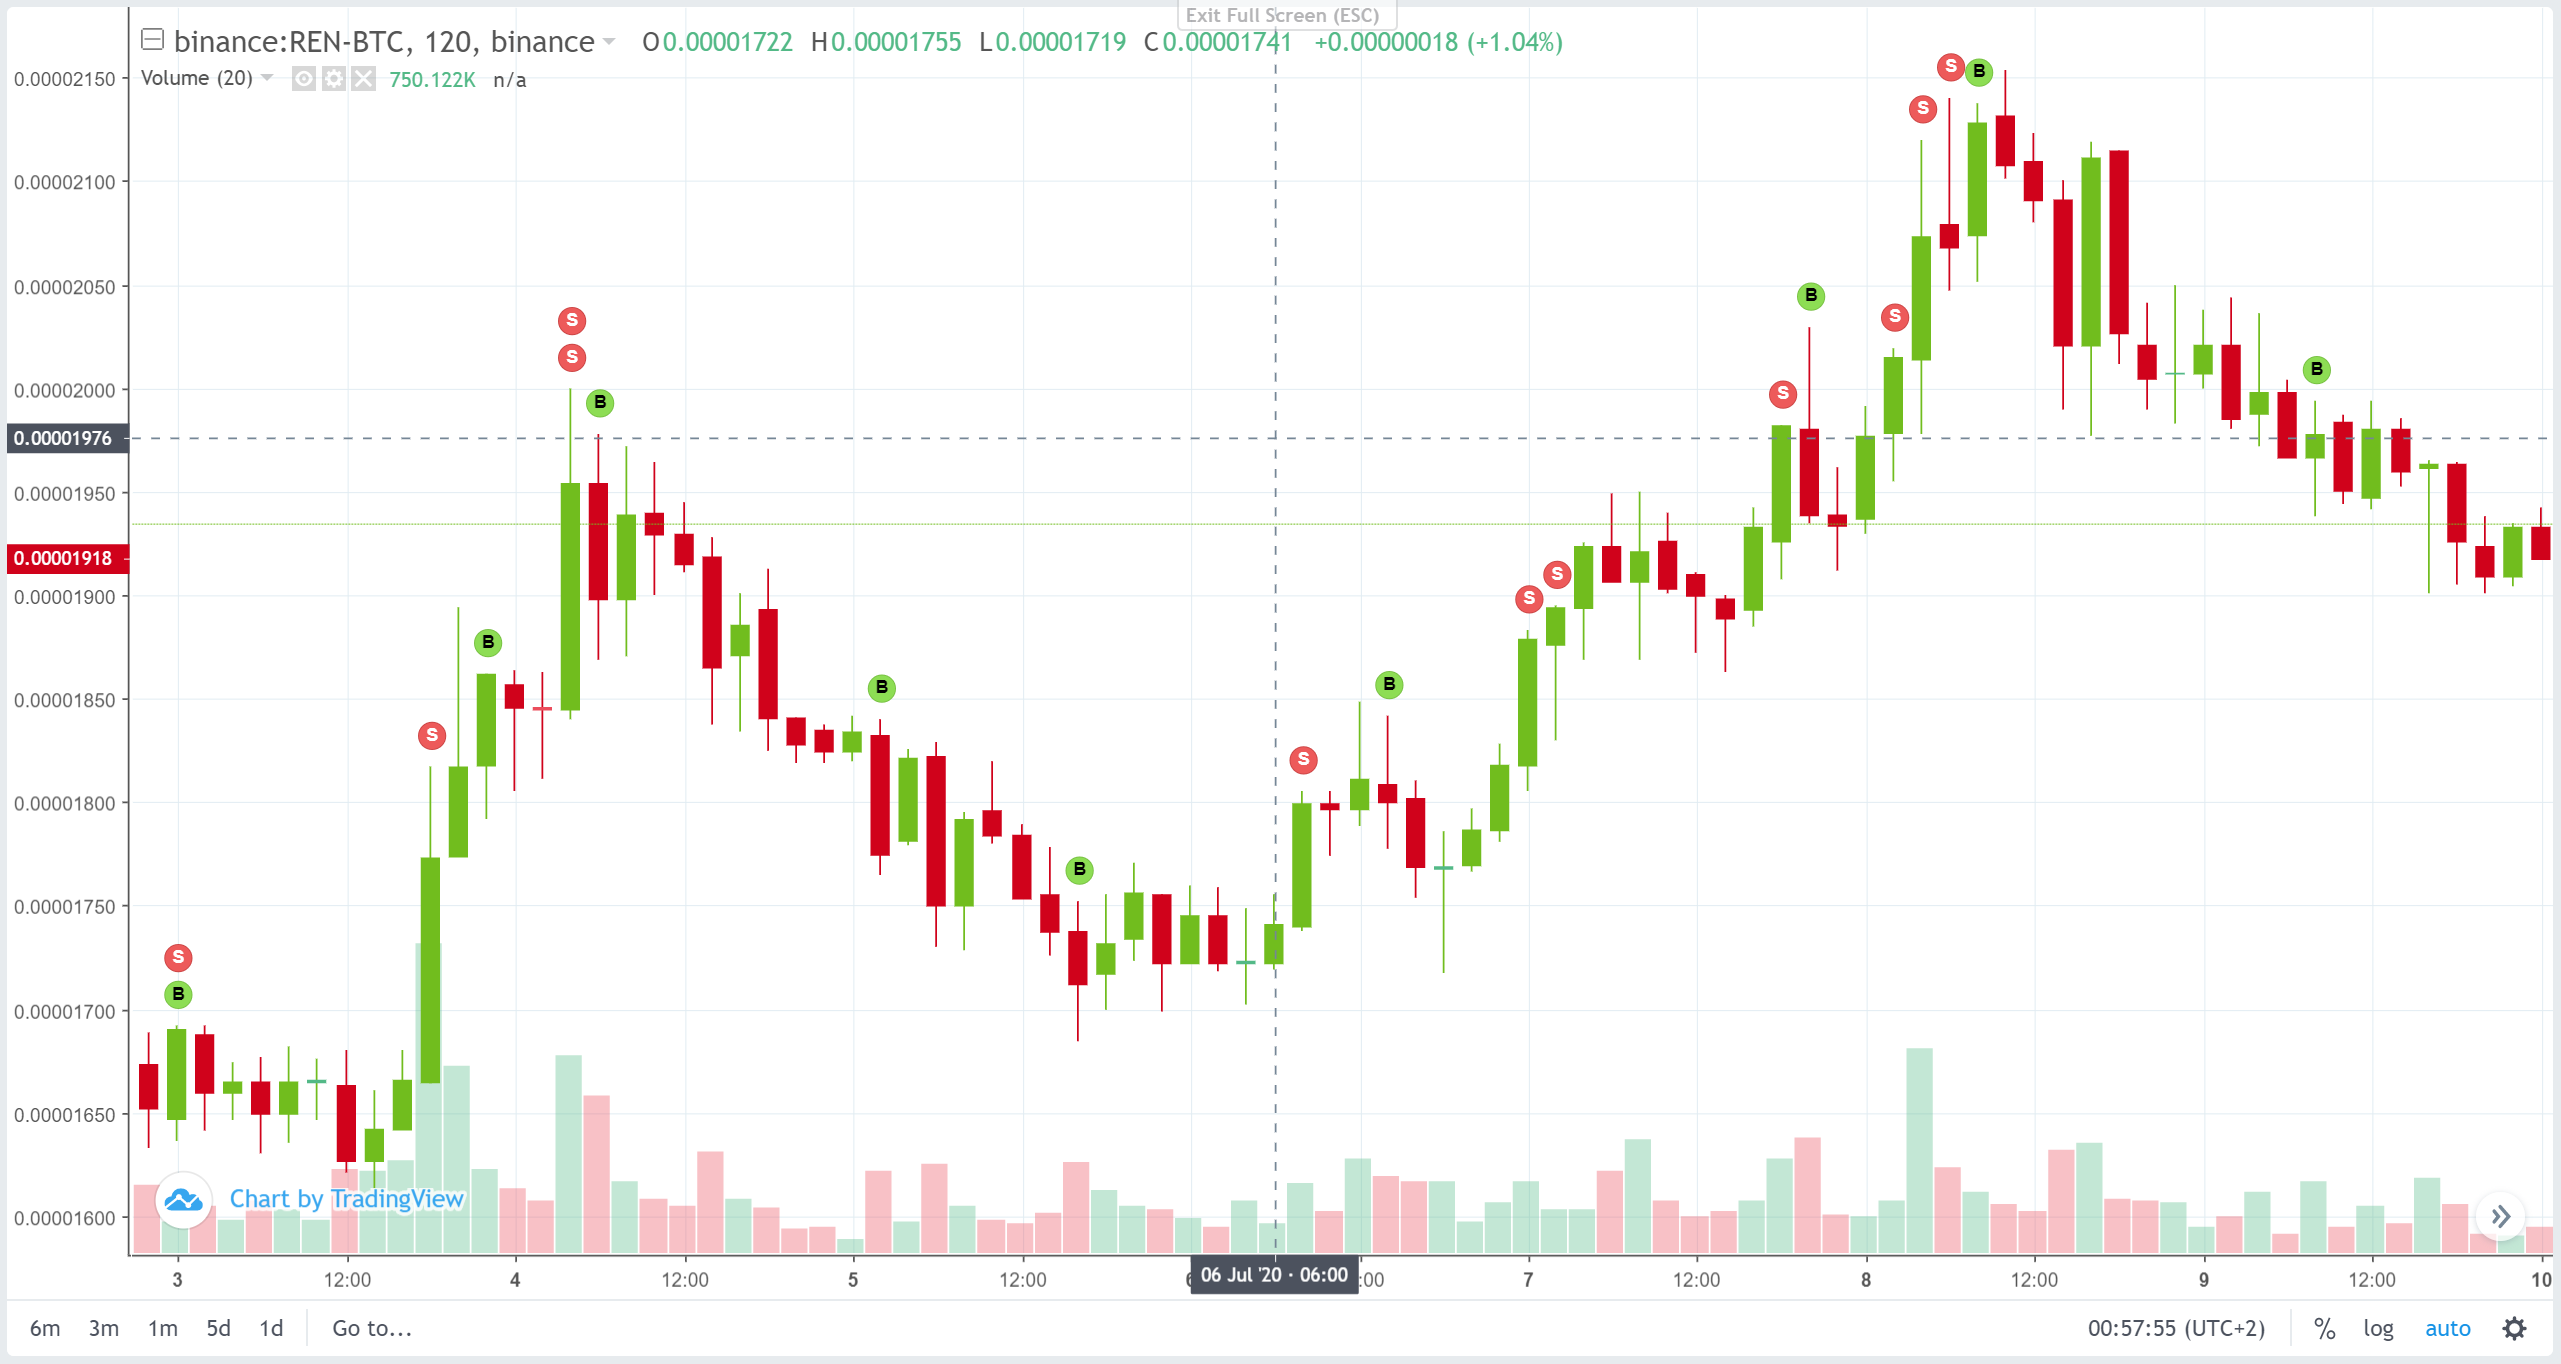 Exit Full Screen (ESC)
binance:REN-BTC, 120, binance O0.00001722 H0.00001755 L0.00001719 C0.00001741 +0.00000018 (+1.04%)
Volume (20) 750.122K n/a
0.00002150
0.00002100
0.00002050
0.00002000
0.00001976
0.00001950
0.00001918
0.00001900
0.00001850
0.00001800
0.00001750
0.00001700
0.00001650
0.00001600
S B
S
B
S
B
S
S
B
S
S
B
B
S
B
B
S
S
B
S
B
S
B
Chart by TradingView
3 12:00 4 12:00 5 12:00 06 Jul '20 · 06:00 :00 7 12:00 8 12:00 9 12:00 10
6m 3m 1m 5d 1d Go to... 00:57:55 (UTC+2) % log auto